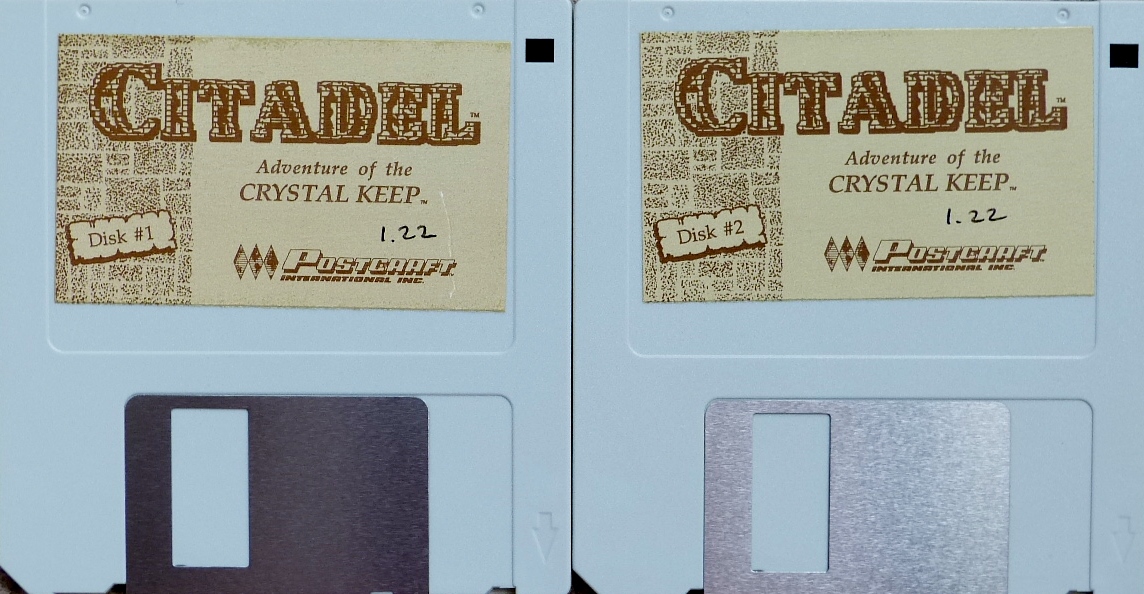 CITADEL™
Adventure of the
CRYSTAL KEEP™
1.22
Disk #1
POSTCRAFT
INTERNATIONAL INC.
CITADEL™
Adventure of the
CRYSTAL KEEP™
1.22
Disk #2
POSTCRAFT
INTERNATIONAL INC.